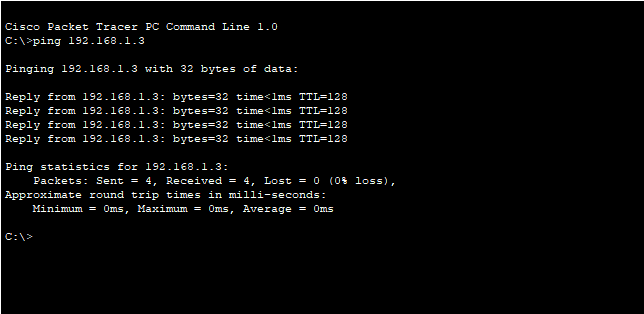 Cisco Packet Tracer PC Command Line 1.0
C:\>ping 192.168.1.3
Pinging 192.168.1.3 with 32 bytes of data:
Reply from 192.168.1.3: bytes=32 time<1ms TTL=128
Reply from 192.168.1.3: bytes=32 time<1ms TTL=128
Reply from 192.168.1.3: bytes=32 time<1ms TTL=128
Reply from 192.168.1.3: bytes=32 time<1ms TTL=128
Ping statistics for 192.168.1.3:
    Packets: Sent = 4, Received = 4, Lost = 0 (0% loss),
Approximate round trip times in milli-seconds:
    Minimum = 0ms, Maximum = 0ms, Average = 0ms
C:\>